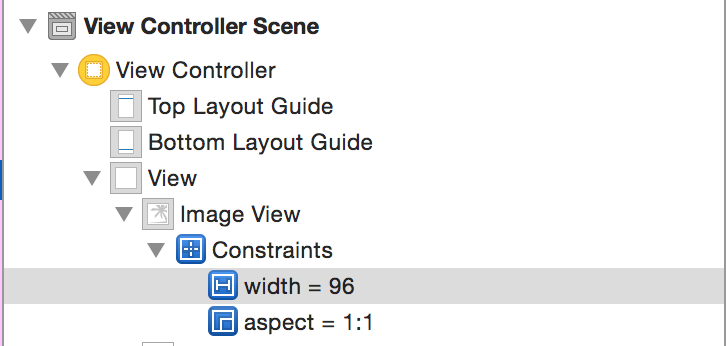 View Controller Scene
View Controller
Top Layout Guide
Bottom Layout Guide
View
Image View
Constraints
width = 96
aspect = 1:1